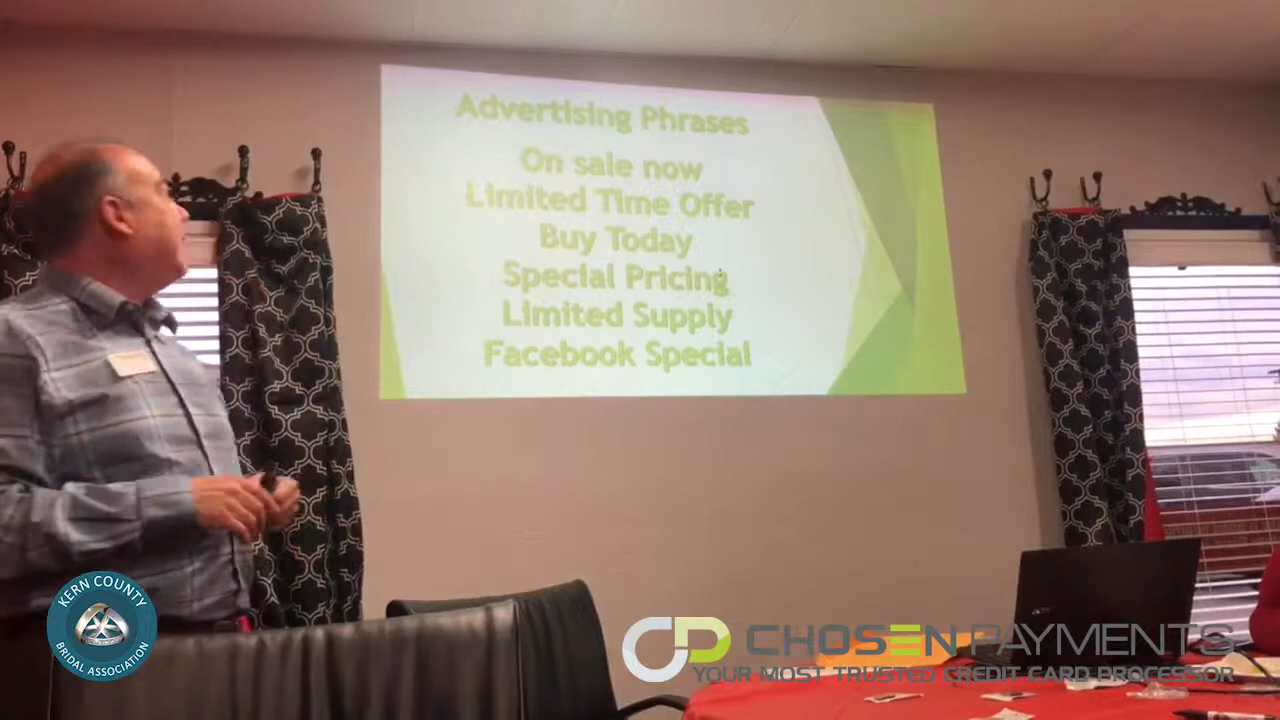 Advertising Phrases
On sale now
Limited Time Offer
Buy Today
Special Pricing
Limited Supply
Facebook Special
KERN COUNTY
BRIDAL ASSOCIATION
CHOSEN PAYMENTS
YOUR MOST TRUSTED CREDIT CARD PROCESSOR